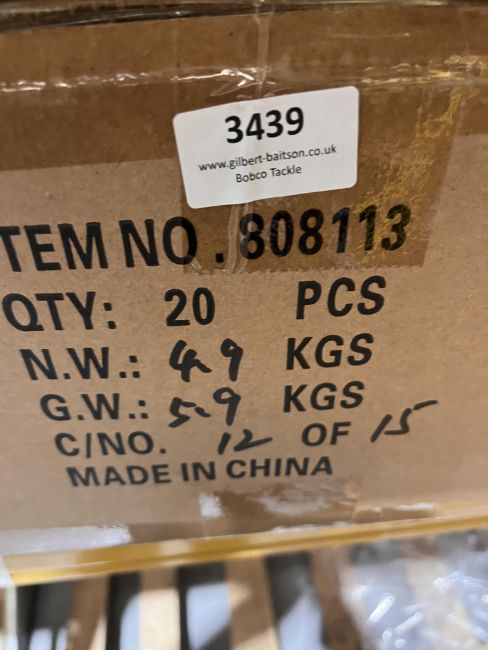 3439
www.gilbert-baitson.co.uk
Bobco Tackle
TEM NO. 808113
QTY: 20 PCS
N.W.: 4.9 KGS
G.W.: 5.9 KGS
C/NO. 12 OF 15
MADE IN CHINA